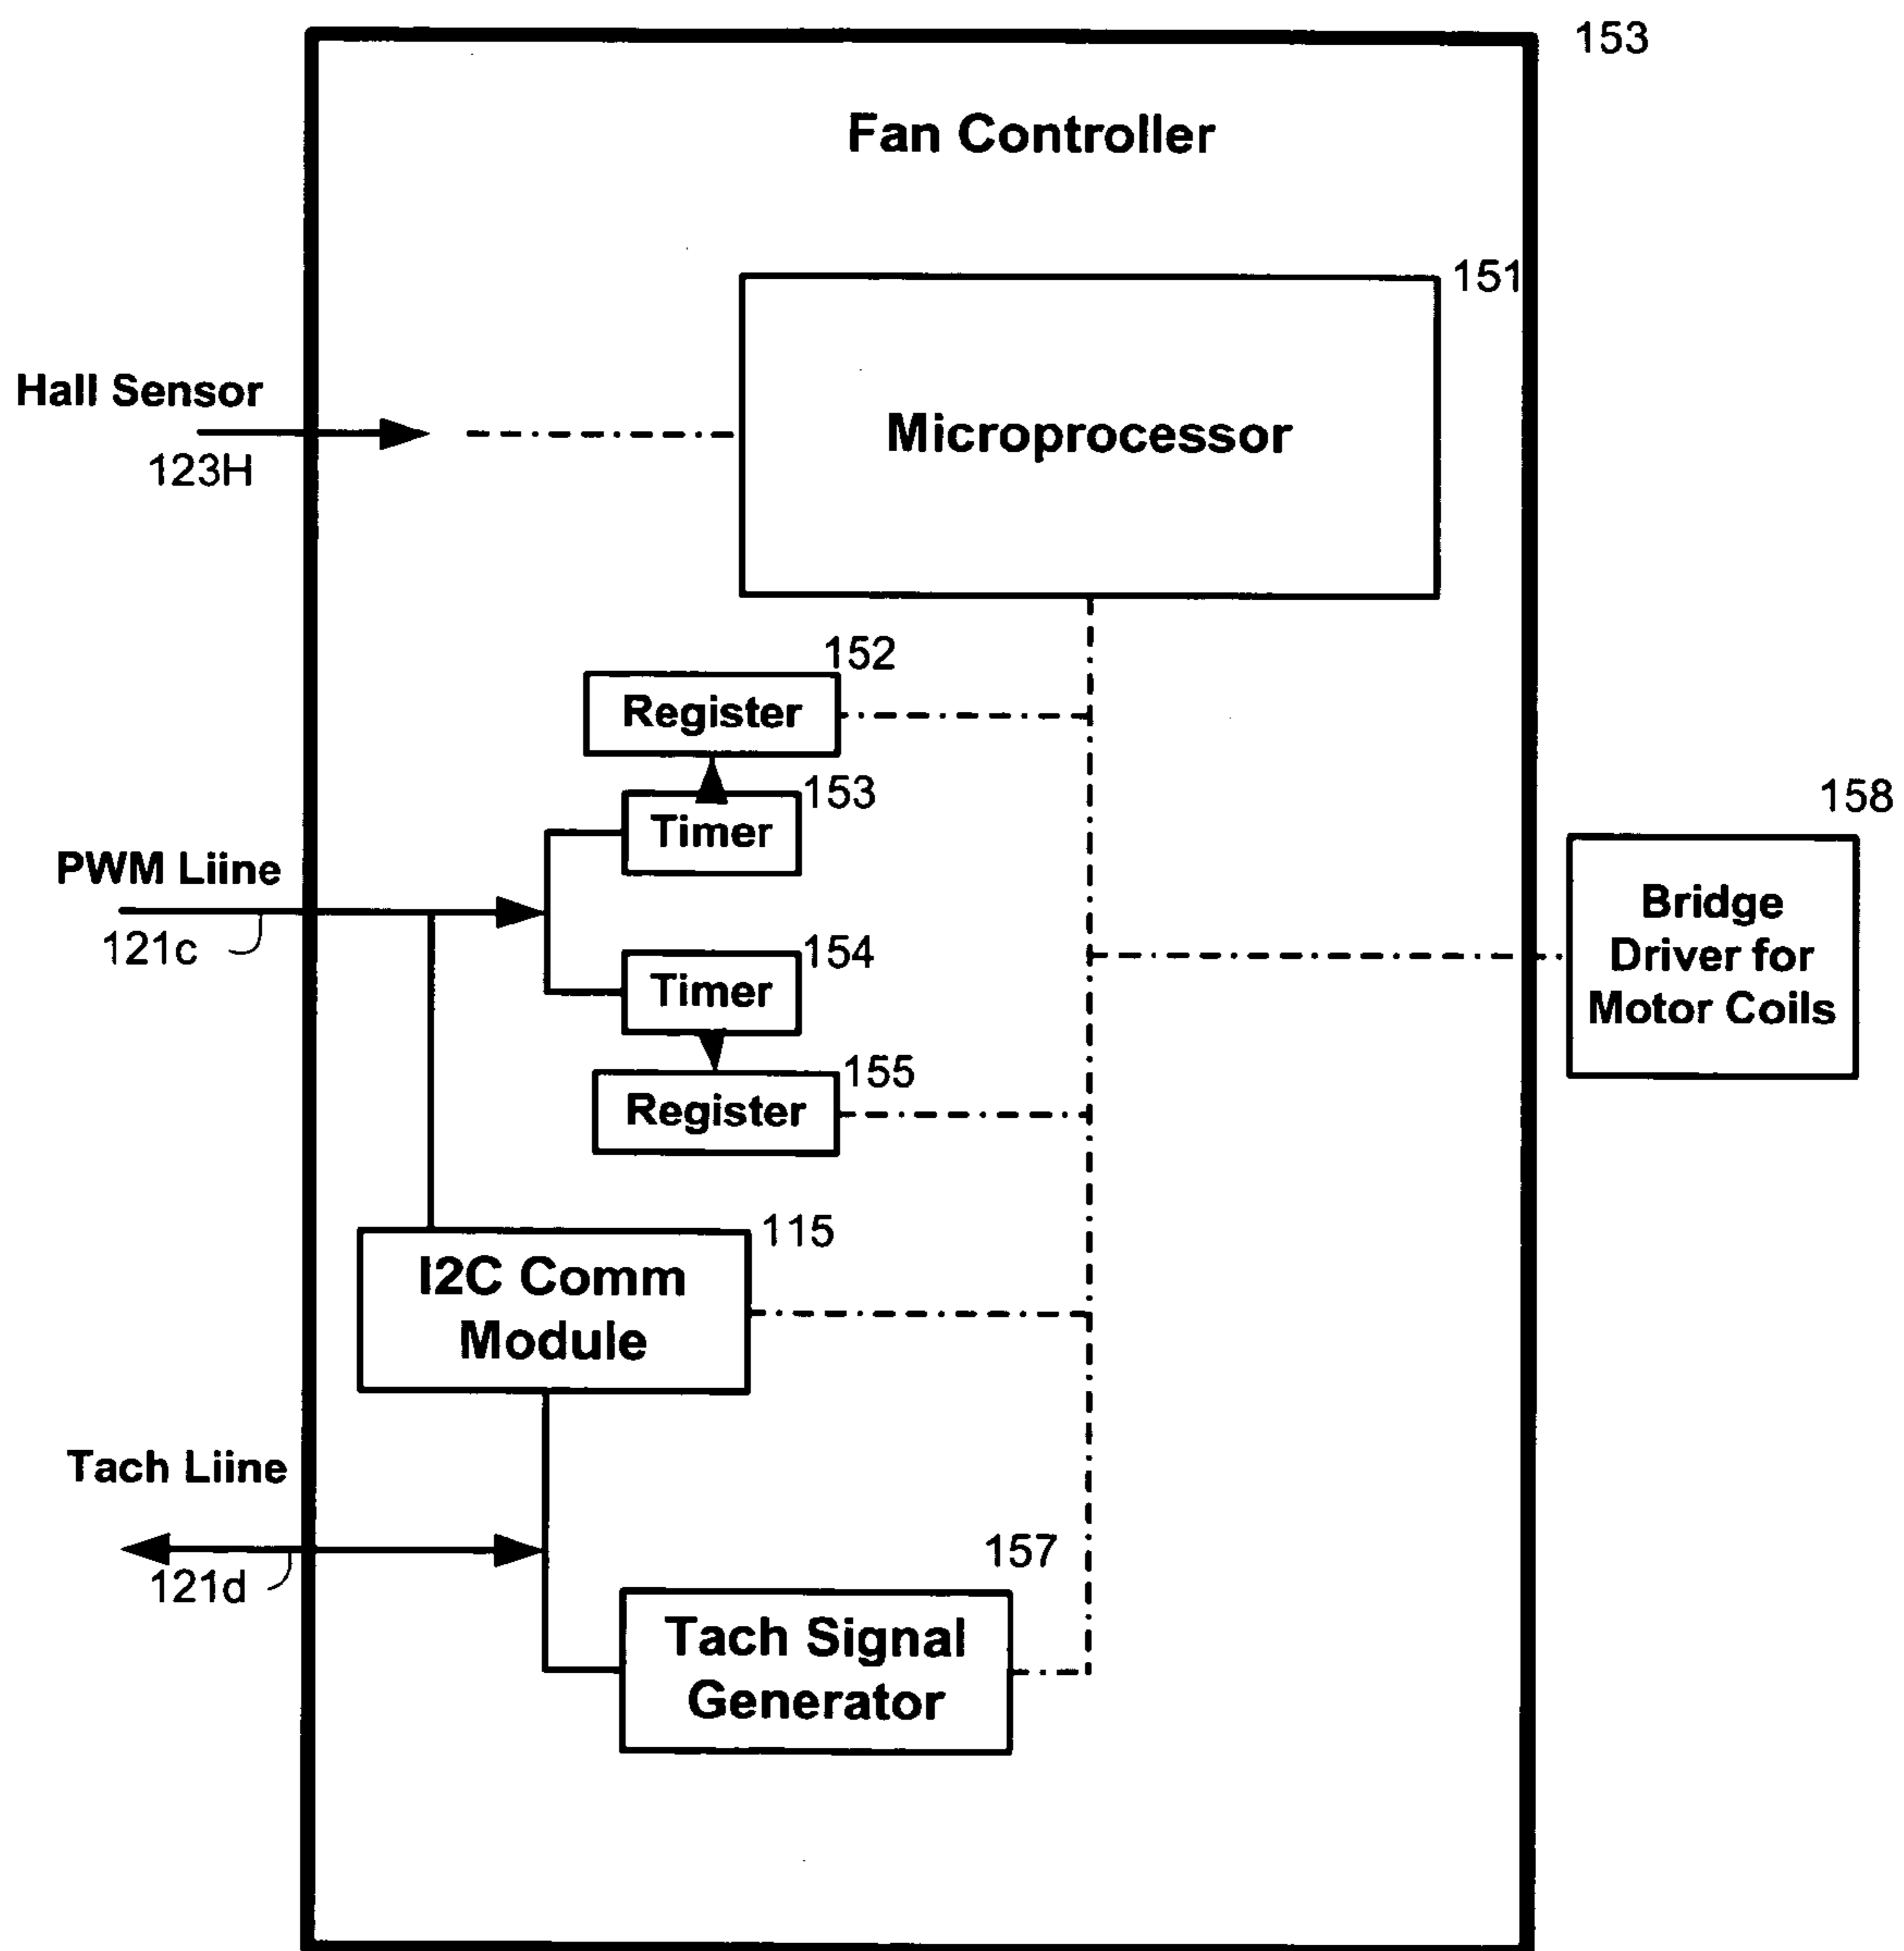 153
Fan Controller
151
Microprocessor
Hall Sensor
123H
152
Register
153
Timer
158
PWM Liine
121c
Bridge
Driver for
Motor Coils
154
Timer
155
Register
115
I2C Comm
Module
Tach Liine
121d
157
Tach Signal
Generator